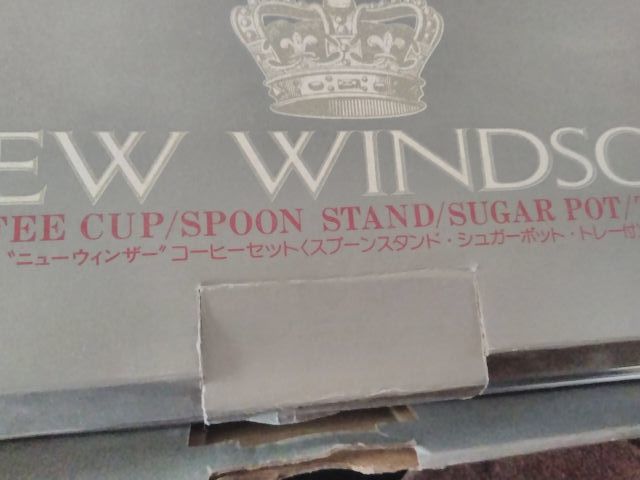 EW WINDSO
FEE CUP/SPOON STAND/SUGAR POT/T
"ニューウィンザー"コーヒーセット〈スプーンスタンド・シュガーポット・トレー付